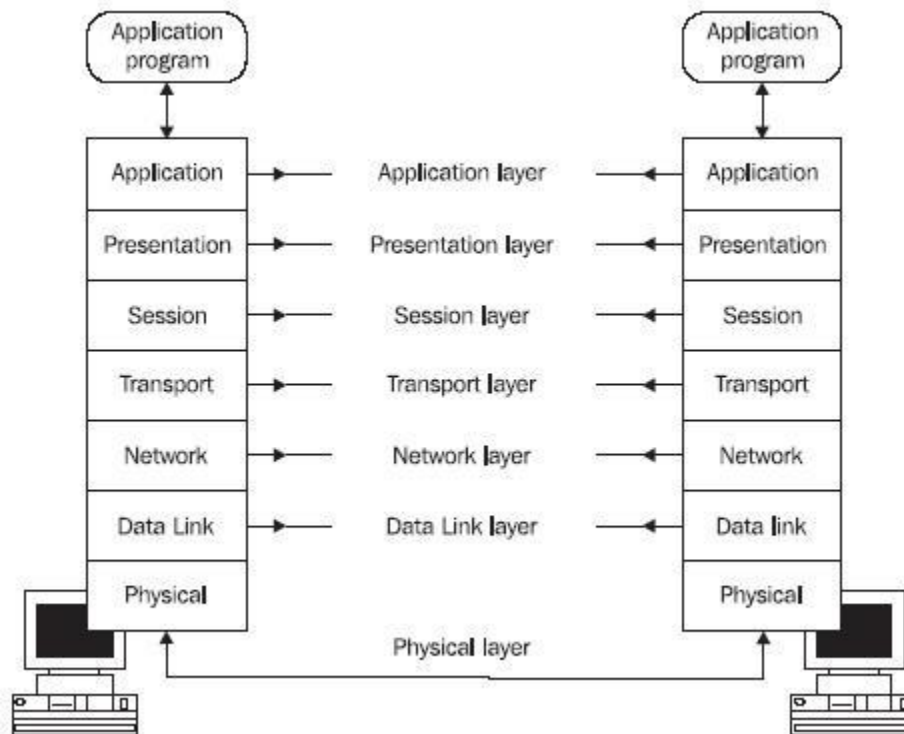 Application
program
Application
program
Application
Application layer
Application
Presentation
Presentation layer
Presentation
Session
Session layer
Session
Transport
Transport layer
Transport
Network
Network layer
Network
Data Link
Data Link layer
Data link
Physical
Physical
Physical layer